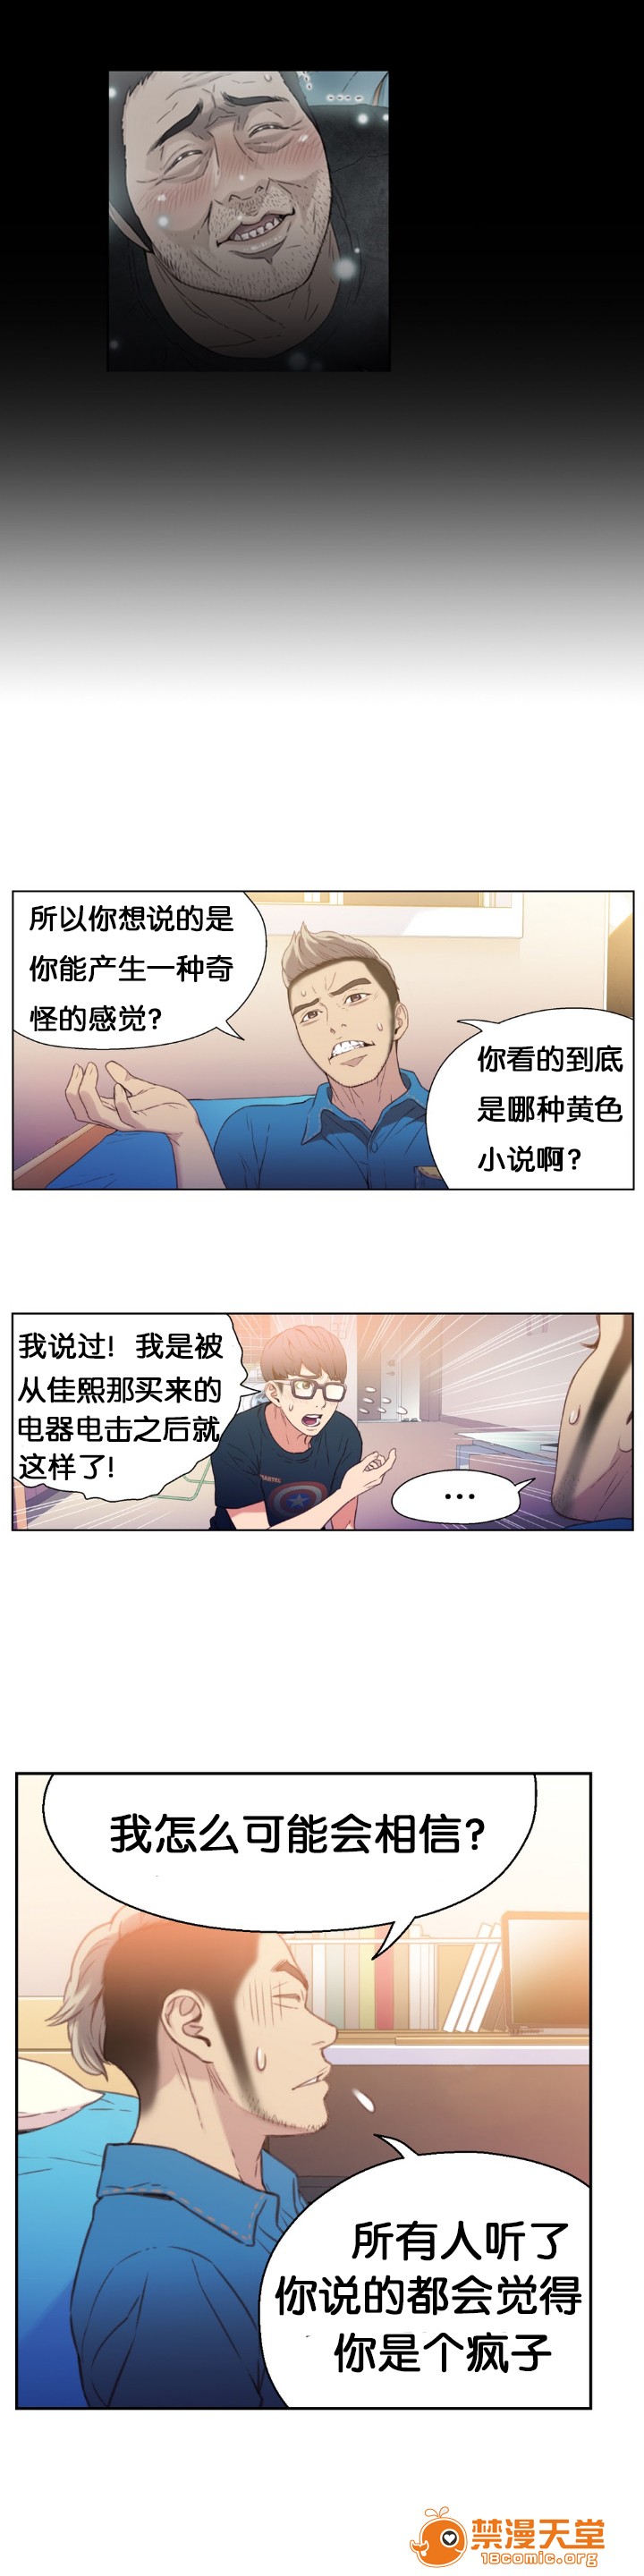 所以你想说的是
你能产生一种奇
怪的感觉?
你看的到底
是哪种黄色
小说啊?
我说过! 我是被
从佳熙那买来的
电器电击之后就
这样了!
...
我怎么可能会相信?
所有人听了
你说的都会觉得
你是个疯子
禁漫天堂
18comic.org